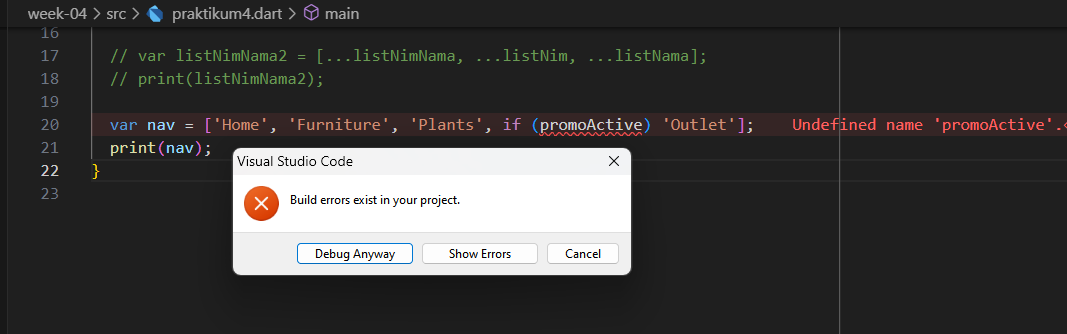 week-04 > src > praktikum4.dart > main
16
17 // var listNimNama2 = [...listNimNama, ...listNim, ...listNama];
18 // print(listNimNama2);
19
20 var nav = ['Home', 'Furniture', 'Plants', if (promoActive) 'Outlet']; Undefined name 'promoActive'.
21 print(nav);
22 }
23
Visual Studio Code
Build errors exist in your project.
Debug Anyway Show Errors Cancel